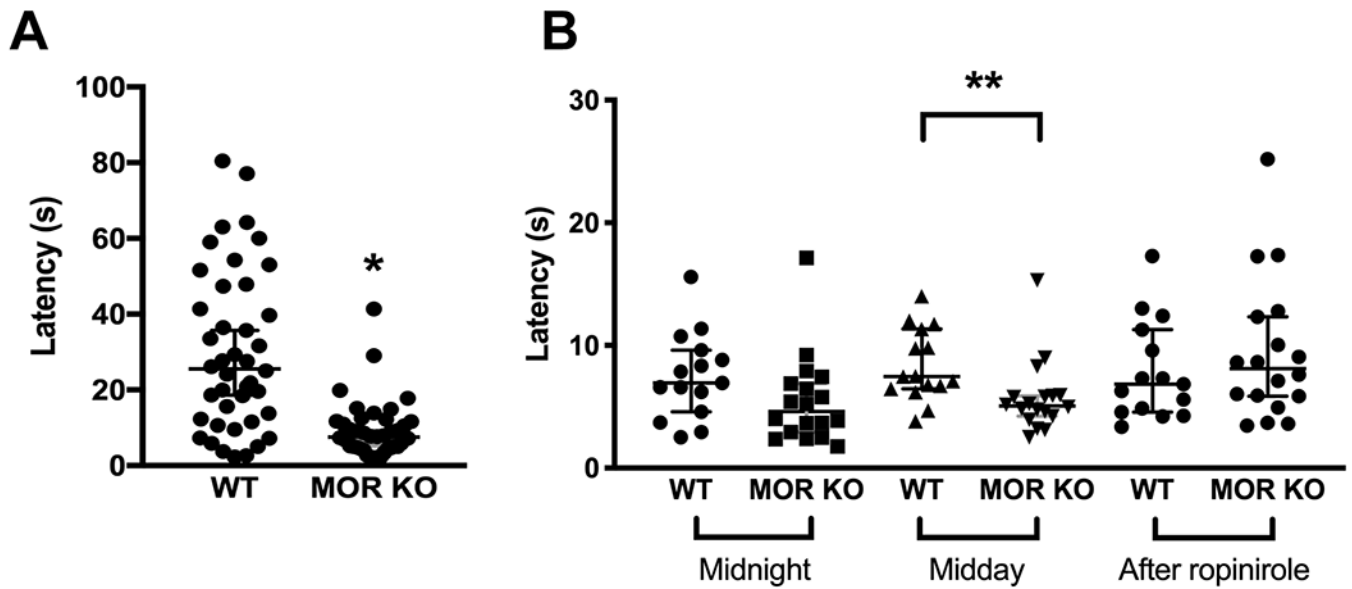 A
B
Latency (s)
100
80
60
40
20
0
*
WT MOR KO
Latency (s)
30
20
10
0
**
WT MOR KO WT MOR KO WT MOR KO
Midnight Midday After ropinirole